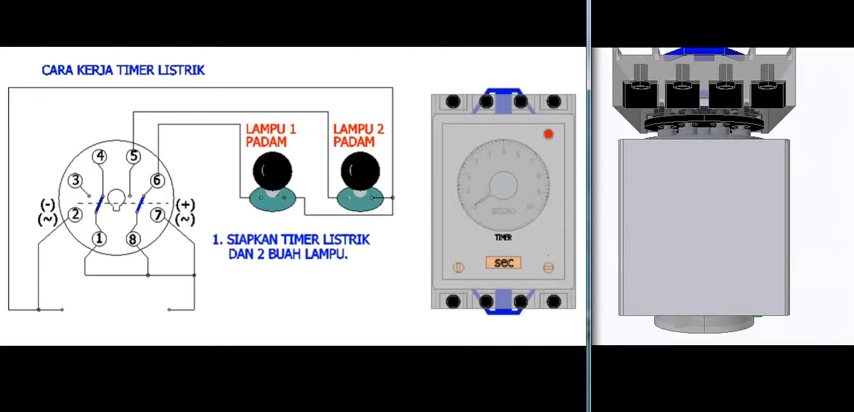 CARA KERJA TIMER LISTRIK
LAMPU 1
PADAM
LAMPU 2
PADAM
4
5
3
6
(-)
(~)
2
7
(+)
(~)
1
8
1. SIAPKAN TIMER LISTRIK
DAN 2 BUAH LAMPU.
TIMER
sec